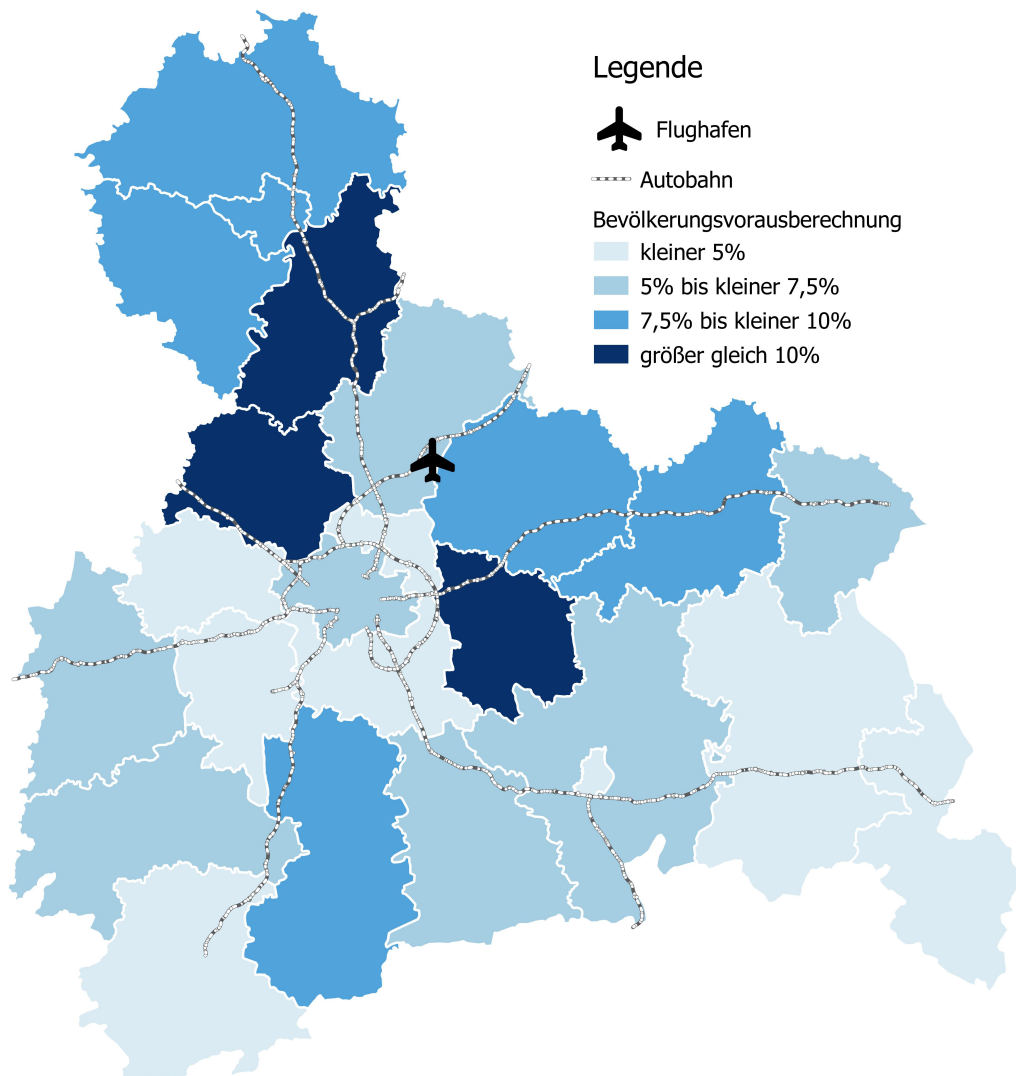 Legende
Flughafen
Autobahn
Bevölkerungsvorausberechnung
kleiner 5%
5% bis kleiner 7,5%
7,5% bis kleiner 10%
größer gleich 10%